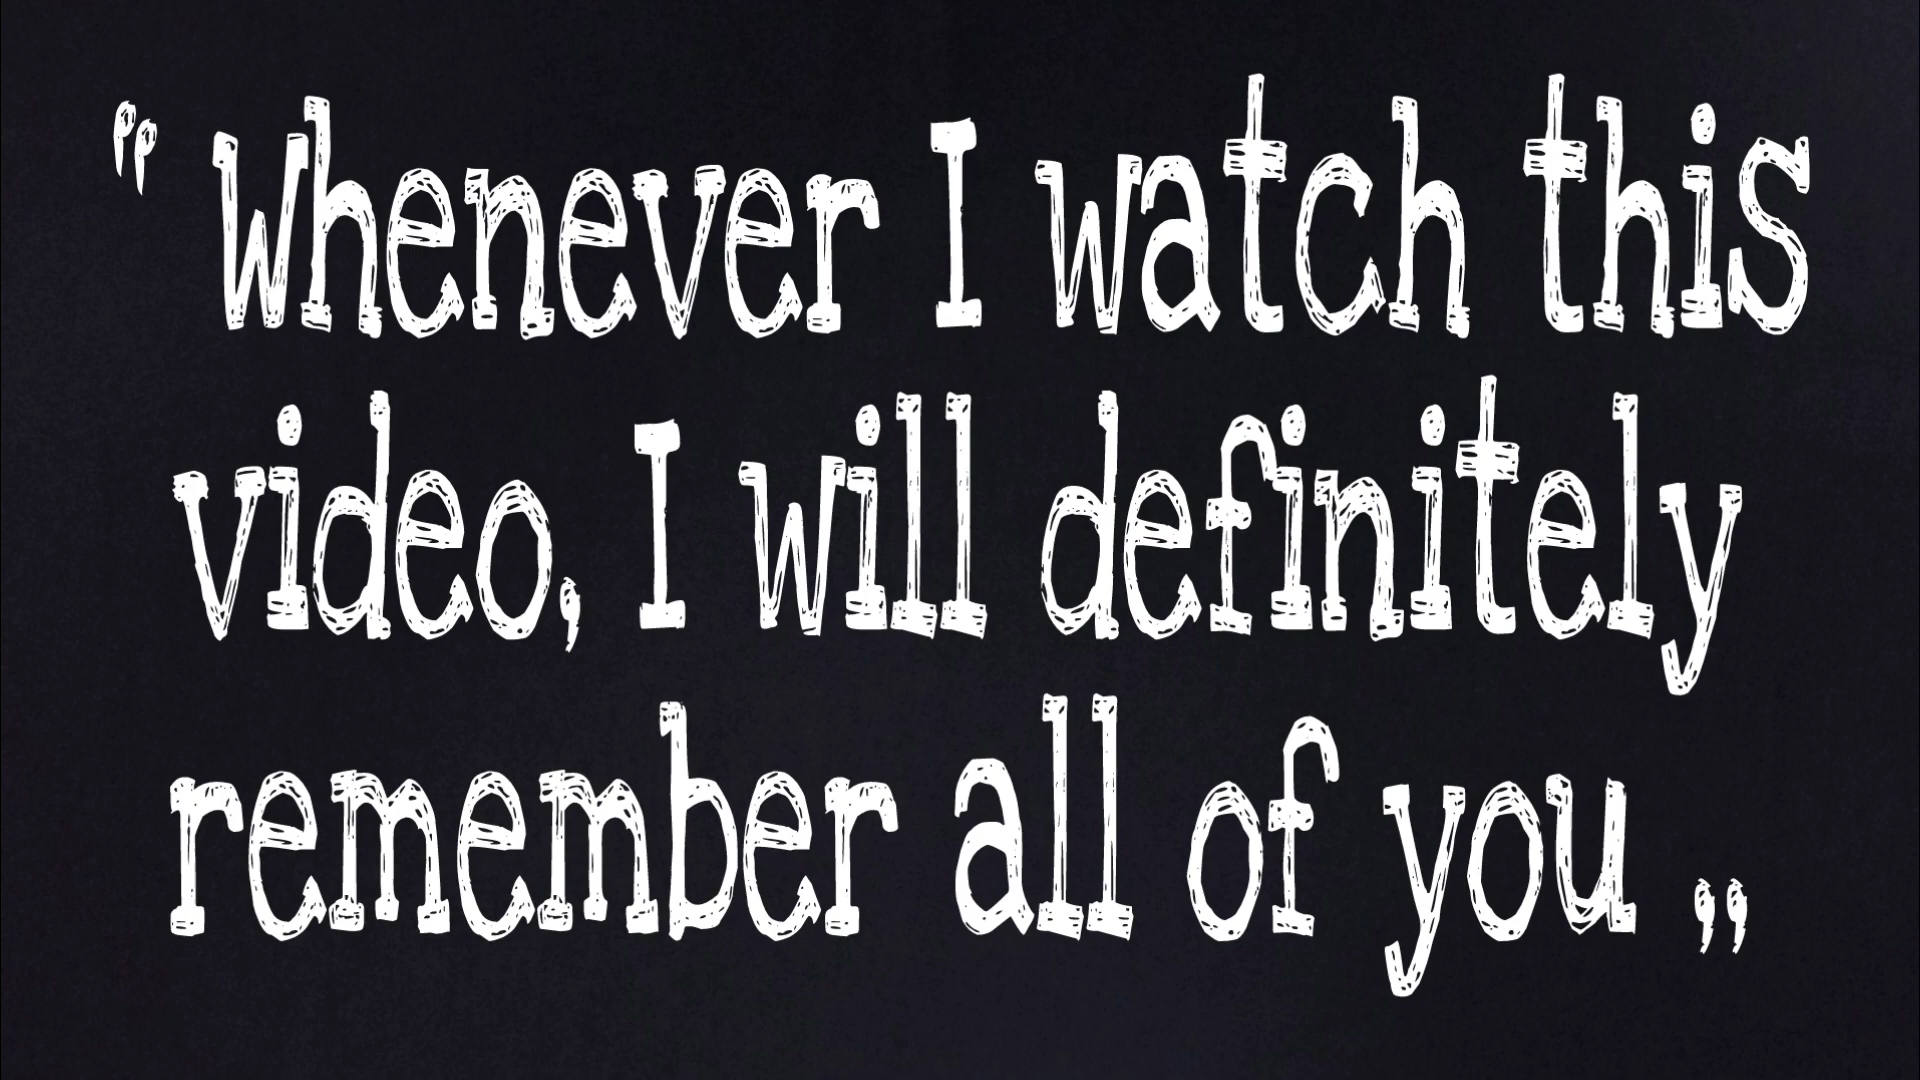 " Whenever I watch this
video, I will definitely
remember all of you ,,